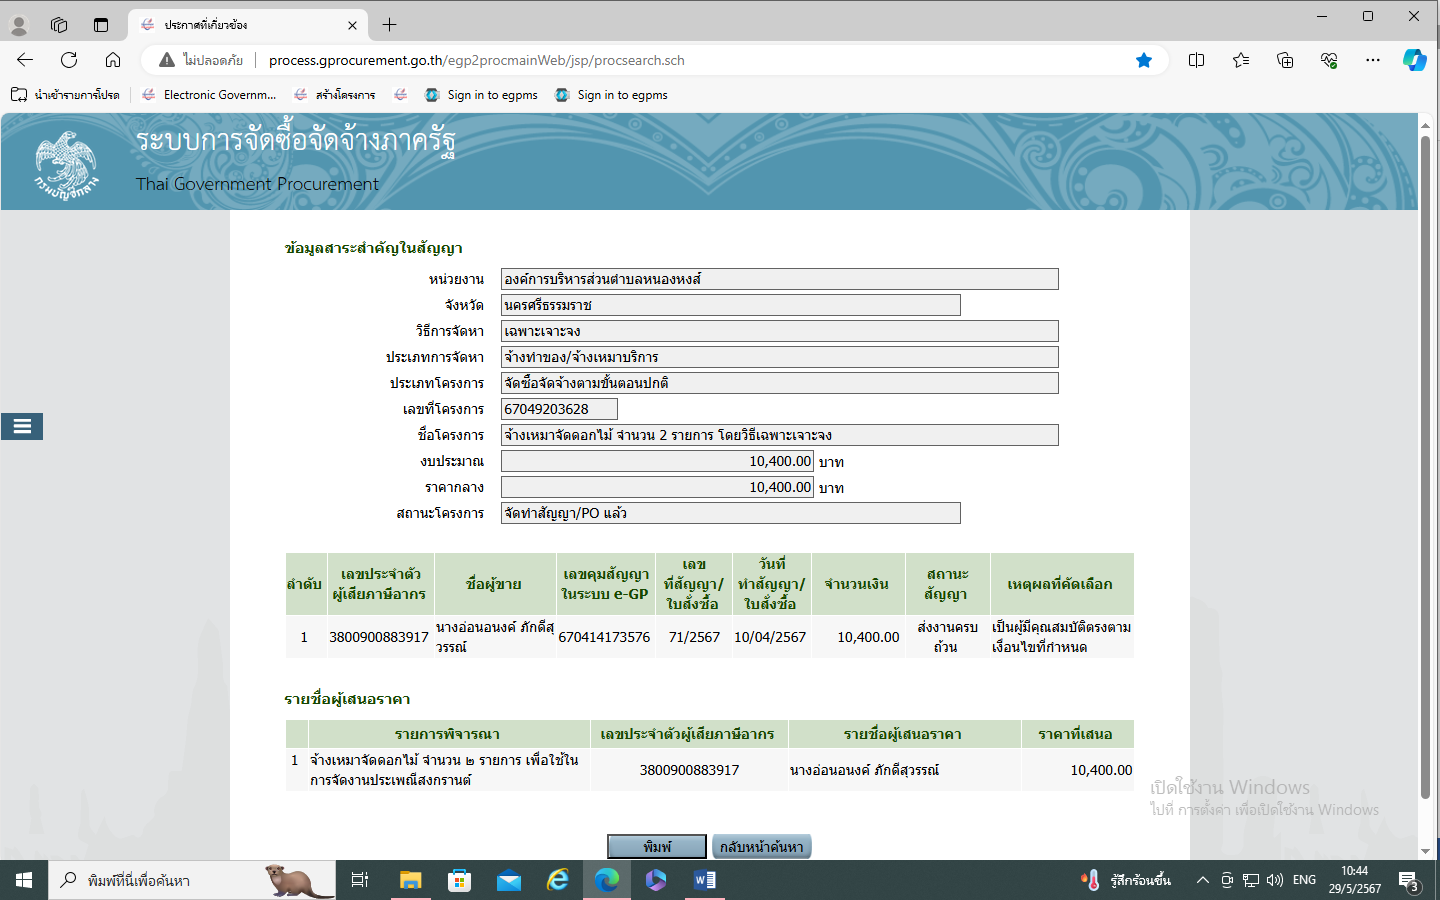 ประกาศที่เกี่ยวข้อง
ไม่ปลอดภัย
process.gprocurement.go.th/egp2procmainWeb/jsp/procsearch.sch
นำเข้ารายการโปรด
Electronic Governm...
สร้างโครงการ
Sign in to egpms
Sign in to egpms
ระบบการจัดซื้อจัดจ้างภาครัฐ
Thai Government Procurement
กรมบัญชีกลาง
ข้อมูลสาระสำคัญในสัญญา
หน่วยงาน องค์การบริหารส่วนตำบลหนองหงส์
จังหวัด นครศรีธรรมราช
วิธีการจัดหา เฉพาะเจาะจง
ประเภทการจัดหา จ้างทำของ/จ้างเหมาบริการ
ประเภทโครงการ จัดซื้อจัดจ้างตามขั้นตอนปกติ
เลขที่โครงการ 67049203628
ชื่อโครงการ จ้างเหมาจัดดอกไม้ จำนวน 2 รายการ โดยวิธีเฉพาะเจาะจง
งบประมาณ 10,400.00 บาท
ราคากลาง 10,400.00 บาท
สถานะโครงการ จัดทำสัญญา/PO แล้ว
ลำดับ เลขประจำตัวผู้เสียภาษีอากร ชื่อผู้ขาย เลขคุมสัญญาในระบบ e-GP เลขที่สัญญา/ใบสั่งซื้อ วันที่ทำสัญญา/ใบสั่งซื้อ จำนวนเงิน สถานะสัญญา เหตุผลที่คัดเลือก
1 3800900883917 นางอ่อนอนงค์ ภักดีสุวรรณ์ 670414173576 71/2567 10/04/2567 10,400.00 ส่งงานครบถ้วน เป็นผู้มีคุณสมบัติตรงตามเงื่อนไขที่กำหนด
รายชื่อผู้เสนอราคา
รายการพิจารณา เลขประจำตัวผู้เสียภาษีอากร รายชื่อผู้เสนอราคา ราคาที่เสนอ
1 จ้างเหมาจัดดอกไม้ จำนวน ๒ รายการ เพื่อใช้ในการจัดงานประเพณีสงกรานต์ 3800900883917 นางอ่อนอนงค์ ภักดีสุวรรณ์ 10,400.00
เปิดใช้งาน Windows
ไปที่ การตั้งค่า เพื่อเปิดใช้งาน Windows
พิมพ์ กลับหน้าค้นหา
พิมพ์ที่นี่เพื่อค้นหา
รู้สึกร้อนขึ้น
ENG
10:44
29/5/2567
3